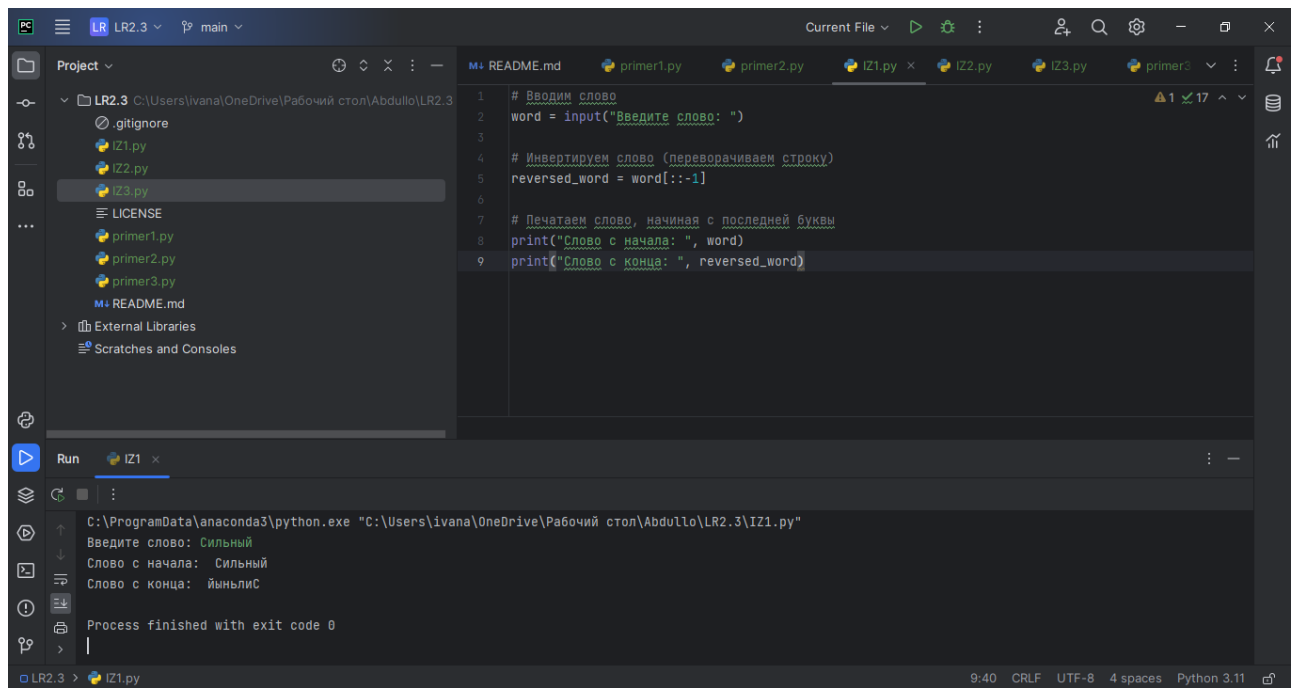 PC LR LR2.3 main Current File
Project
README.md primer1.py primer2.py IZ1.py IZ2.py IZ3.py primer3
LR2.3 C:\Users\ivana\OneDrive\Рабочий стол\Abdullo\LR2.3
.gitignore
IZ1.py
IZ2.py
IZ3.py
LICENSE
primer1.py
primer2.py
primer3.py
README.md
External Libraries
Scratches and Consoles
1 # Вводим слово
2 word = input("Введите слово: ")
3
4 # Инвертируем слово (переворачиваем строку)
5 reversed_word = word[::-1]
6
7 # Печатаем слово, начиная с последней буквы
8 print("Слово с начала: ", word)
9 print("Слово с конца: ", reversed_word)
1 17
Run IZ1
C:\ProgramData\anaconda3\python.exe "C:\Users\ivana\OneDrive\Рабочий стол\Abdullo\LR2.3\IZ1.py"
Введите слово: Сильный
Слово с начала:  Сильный
Слово с конца:  йыньлиС
Process finished with exit code 0
LR2.3 > IZ1.py 9:40 CRLF UTF-8 4 spaces Python 3.11